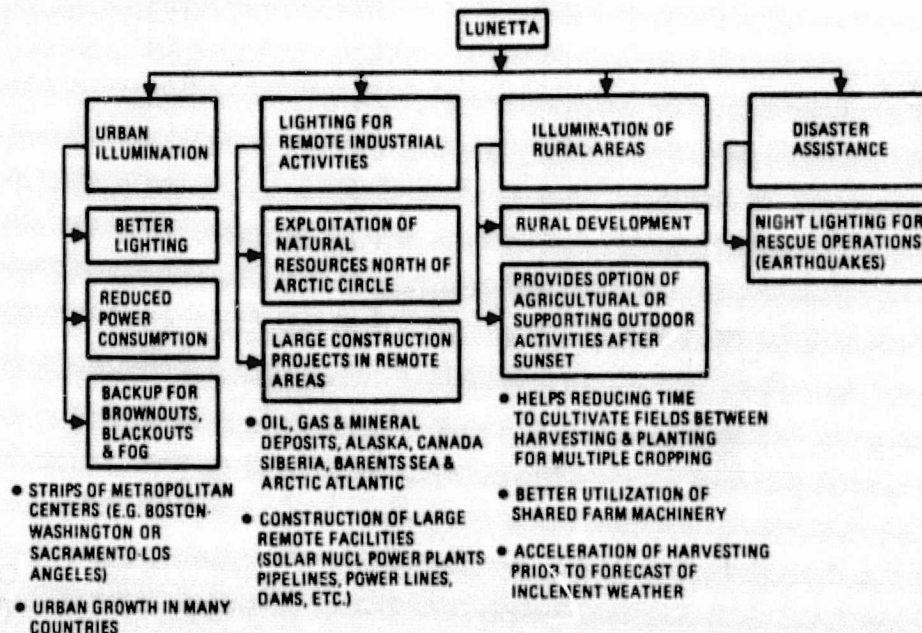 LUNETTA
URBAN
ILLUMINATION
BETTER
LIGHTING
REDUCED
POWER
CONSUMPTION
BACKUP FOR
BROWNOUTS,
BLACKOUTS
& FOG
● STRIPS OF METROPOLITAN
CENTERS (E.G. BOSTON-
WASHINGTON OR
SACRAMENTO-LOS
ANGELES)
● URBAN GROWTH IN MANY
COUNTRIES
LIGHTING FOR
REMOTE INDUSTRIAL
ACTIVITIES
EXPLOITATION OF
NATURAL
RESOURCES NORTH OF
ARCTIC CIRCLE
LARGE CONSTRUCTION
PROJECTS IN REMOTE
AREAS
● OIL, GAS & MINERAL
DEPOSITS, ALASKA, CANADA
SIBERIA, BARENTS SEA &
ARCTIC ATLANTIC
● CONSTRUCTION OF LARGE
REMOTE FACILITIES
(SOLAR NUCL POWER PLANTS
PIPELINES, POWER LINES,
DAMS, ETC.)
ILLUMINATION OF
RURAL AREAS
RURAL DEVELOPMENT
PROVIDES OPTION OF
AGRICULTURAL OR
SUPPORTING OUTDOOR
ACTIVITIES AFTER
SUNSET
● HELPS REDUCING TIME
TO CULTIVATE FIELDS BETWEEN
HARVESTING & PLANTING
FOR MULTIPLE CROPPING
● BETTER UTILIZATION OF
SHARED FARM MACHINERY
● ACCELERATION OF HARVESTING
PRIOR TO FORECAST OF
INCLEMENT WEATHER
DISASTER
ASSISTANCE
NIGHT LIGHTING FOR
RESCUE OPERATIONS
(EARTHQUAKES)